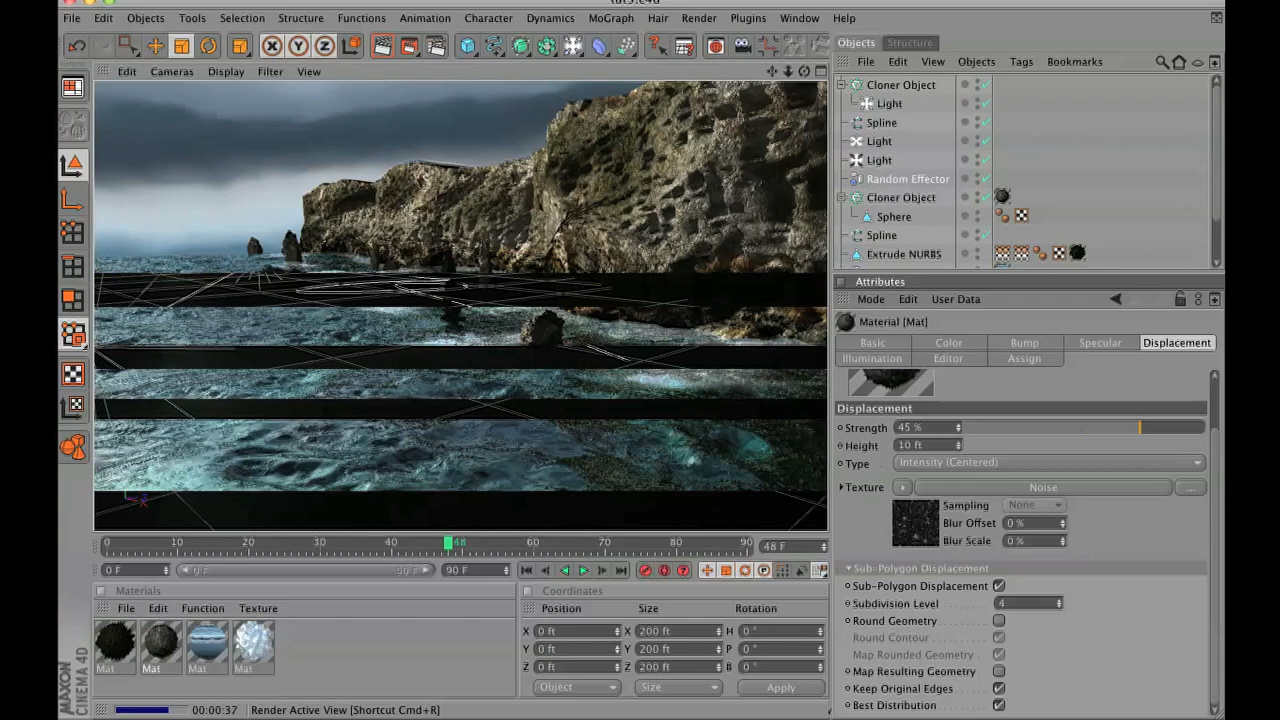 File Edit Objects Tools Selection Structure Functions Animation Character Dynamics MoGraph Hair Render Plugins Window Help
Objects Structure
Edit Cameras Display Filter View
File Edit View Objects Tags Bookmarks
Cloner Object
Light
Spline
Light
Light
Random Effector
Cloner Object
Sphere
Spline
Extrude NURBS
Attributes
Mode Edit User Data
Material [Mat]
Basic Color Bump Specular Displacement
Illumination Editor Assign
Displacement
Strength 45 %
Height 10 ft
Type Intensity (Centered)
Texture Noise ...
Sampling None
Blur Offset 0 %
Blur Scale 0 %
Sub-Polygon Displacement
Sub-Polygon Displacement
Subdivision Level 4
Round Geometry
Round Contour
Map Rounded Geometry
Map Resulting Geometry
Keep Original Edges
Best Distribution
0 10 20 30 40 48 60 70 80 90 48 F
0 F 0 F 90 F 90 F
Materials
File Edit Function Texture
Mat Mat Mat Mat
Coordinates
Position Size Rotation
X 0 ft X 200 ft H 0 °
Y 0 ft Y 200 ft P 0 °
Z 0 ft Z 200 ft B 0 °
Object Size Apply
MAXON
CINEMA 4D
00:00:37 Render Active View [Shortcut Cmd+R]